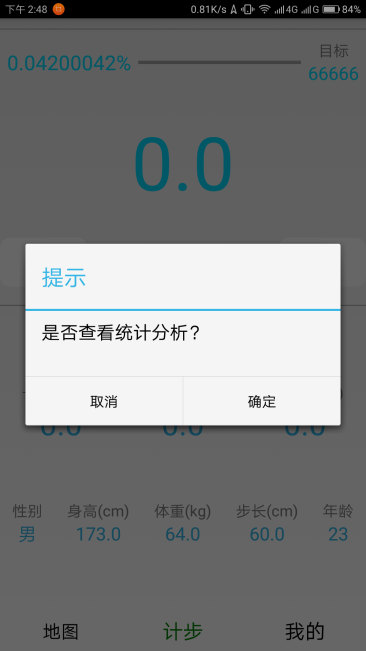 下午 2:48 0.81K/s 4G G 84%
目标
0.04200042% 66666
0.0
提示
是否查看统计分析?
取消 确定
0.0 0.0 0.0
性别 身高(cm) 体重(kg) 步长(cm) 年龄
男 173.0 64.0 60.0 23
地图 计步 我的